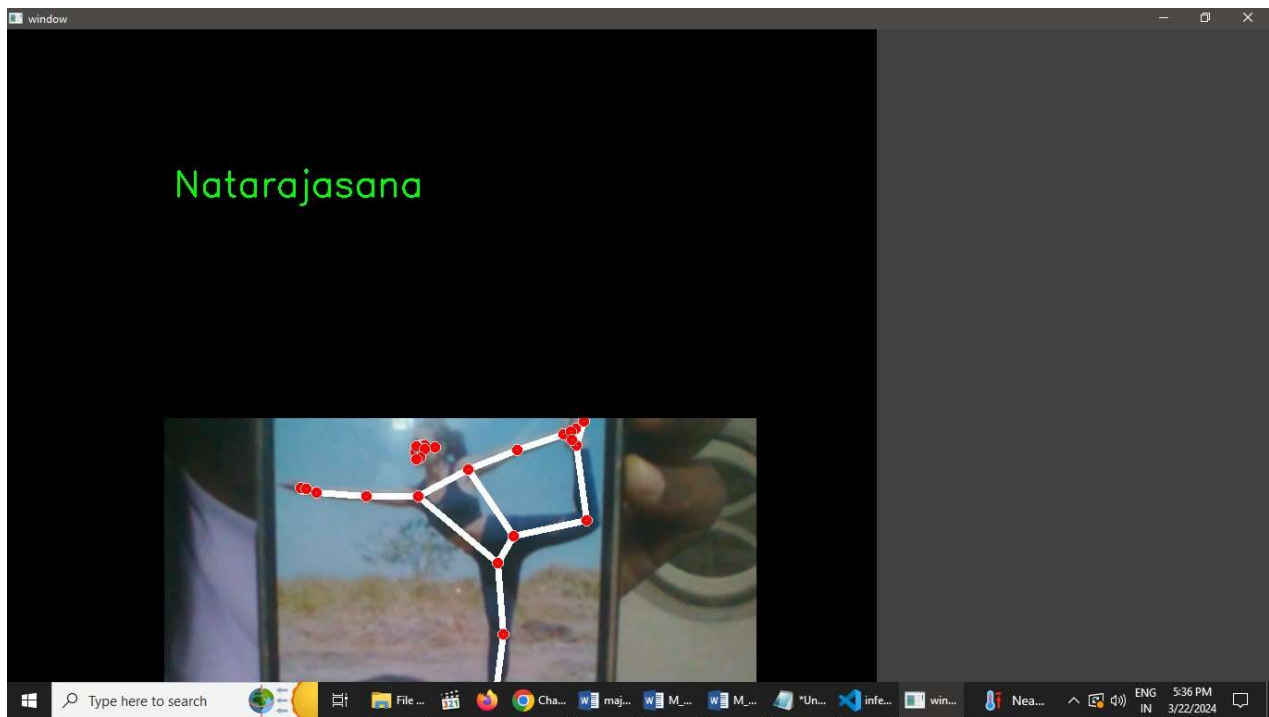 window
Natarajasana
Type here to search
File ...
321
Cha...
maj...
M_...
M_...
*Un...
infe...
win...
Nea...
ENG
IN
5:36 PM
3/22/2024